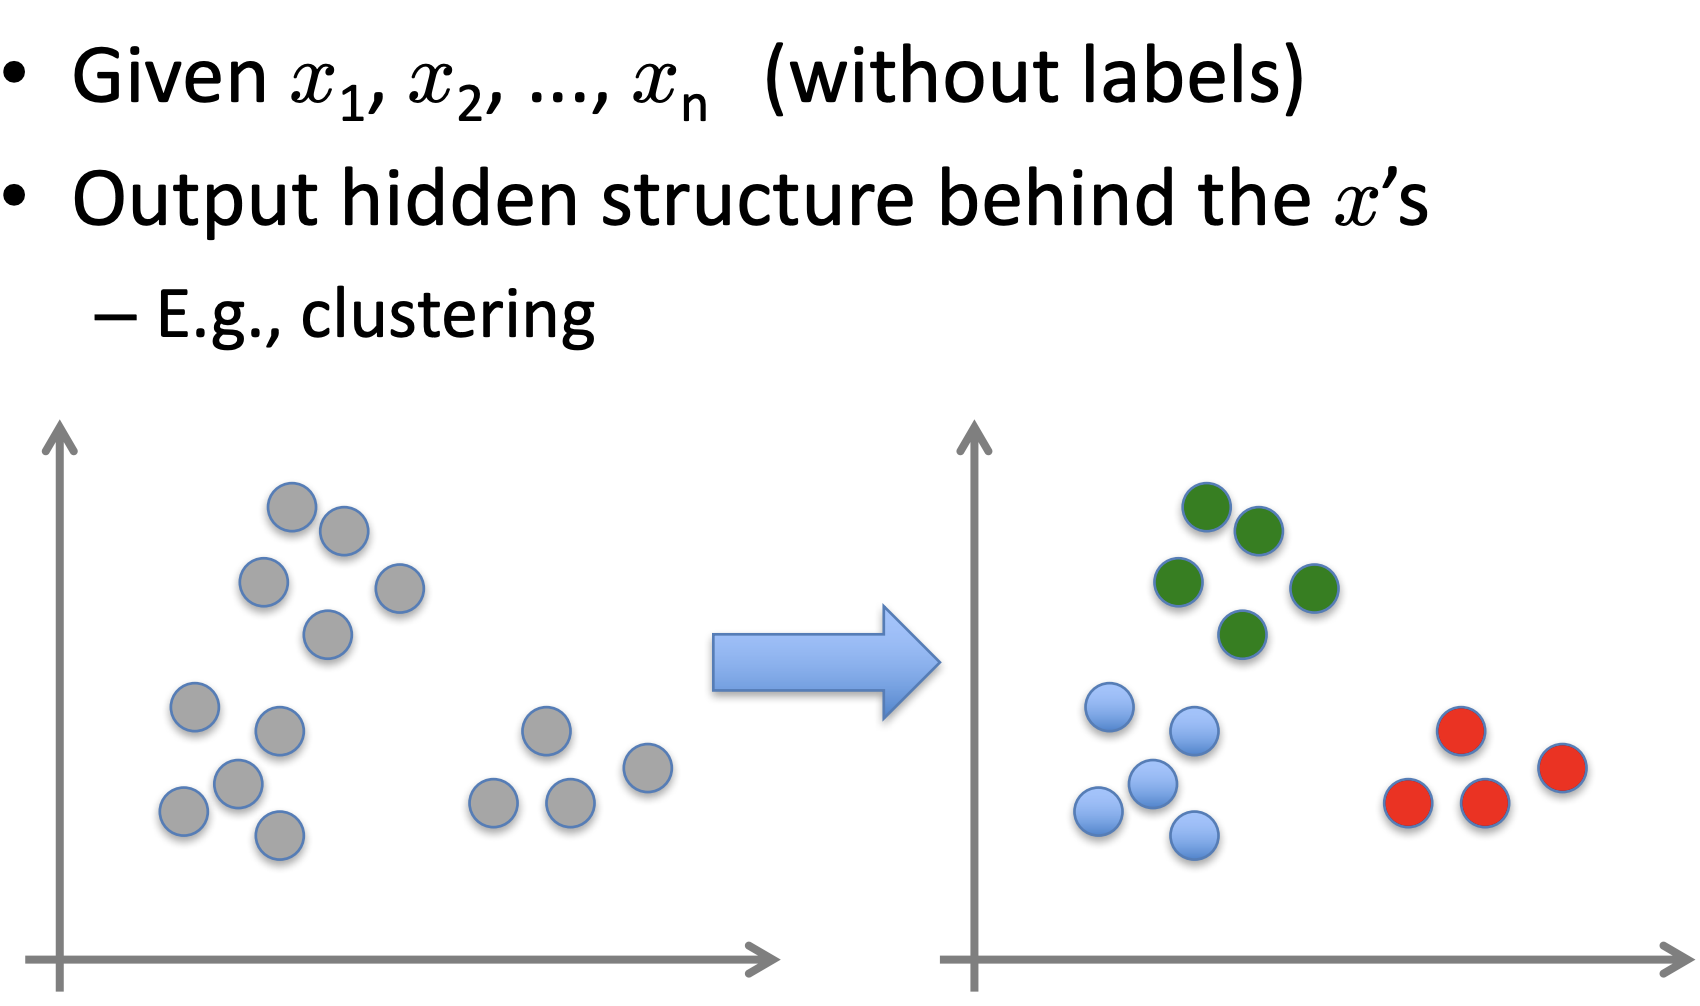 • Given x₁, x₂, ..., xₙ (without labels)
• Output hidden structure behind the x’s
– E.g., clustering